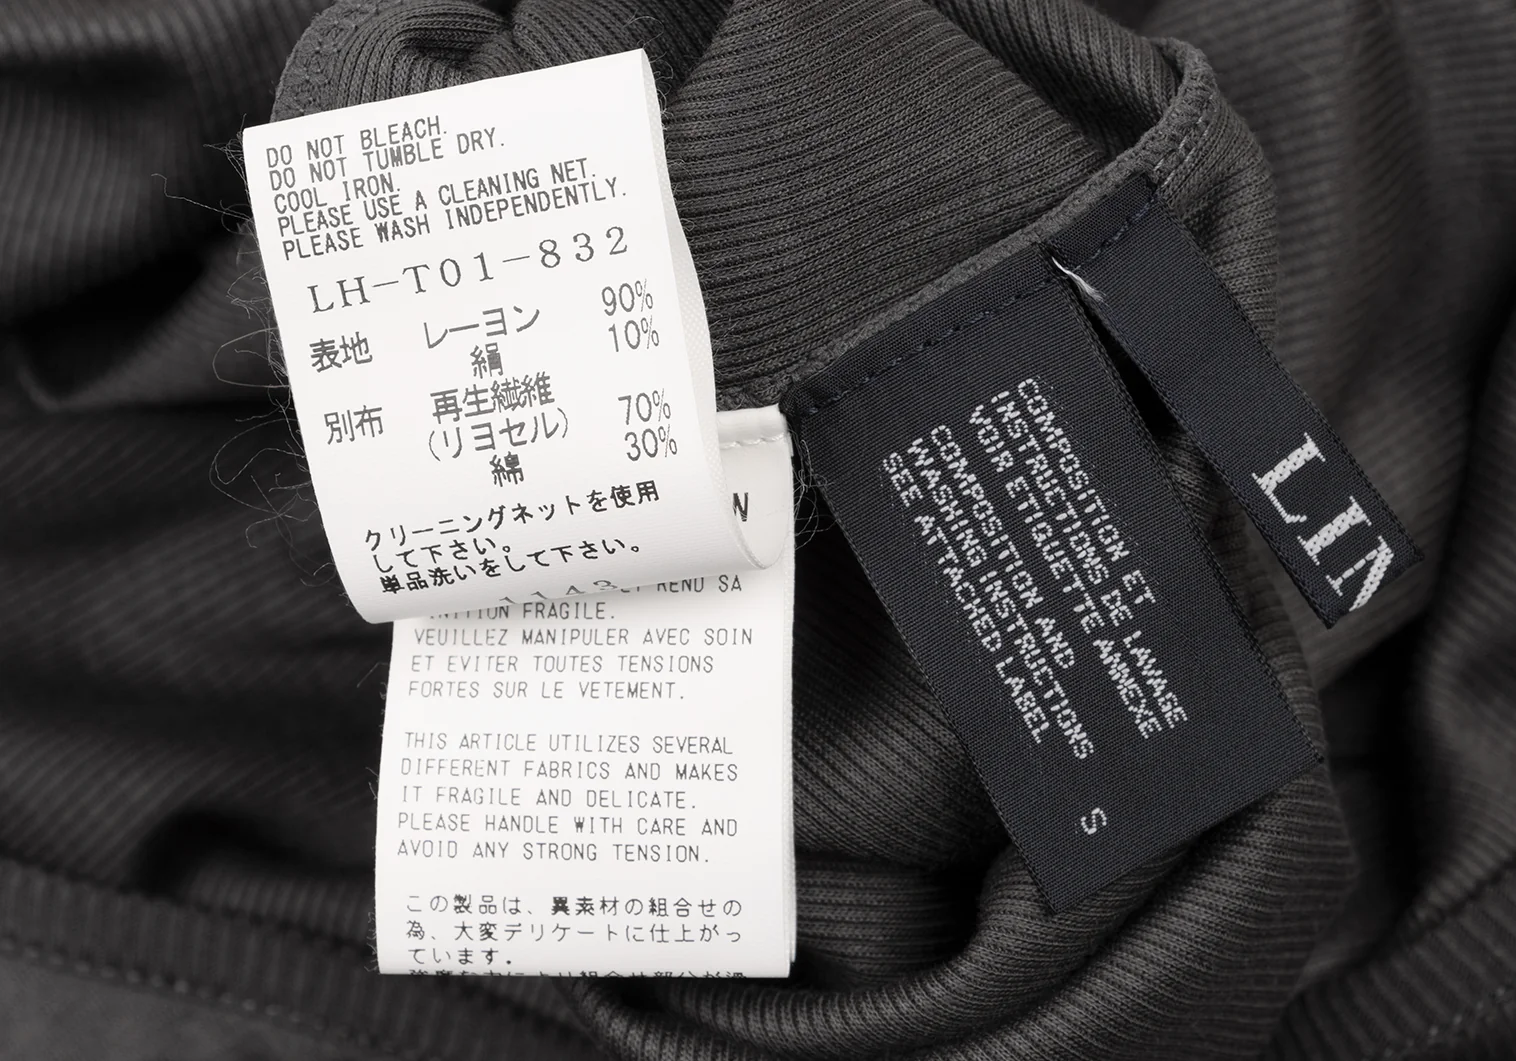 DO NOT BLEACH.
DO NOT TUMBLE DRY.
COOL IRON.
PLEASE USE A CLEANING NET.
PLEASE WASH INDEPENDENTLY.
LH-T01-832
表地 レーヨン 90%
絹 10%
別布 再生繊維
(リヨセル) 70%
綿 30%
クリーニングネットを使用
して下さい。
単品洗いをして下さい。
REND SA
FRAGILE.
VEUILLEZ MANIPULER AVEC SOIN
ET EVITER TOUTES TENSIONS
FORTES SUR LE VETEMENT.
THIS ARTICLE UTILIZES SEVERAL
DIFFERENT FABRICS AND MAKES
IT FRAGILE AND DELICATE.
PLEASE HANDLE WITH CARE AND
AVOID ANY STRONG TENSION.
この製品は、異素材の組合せの
為、大変デリケートに仕上がっ
ています.
COMPOSITION ET
INSTRUCTIONS DE LAVAGE
VOIR ETIQUETTE ANNEXE
COMPOSITION AND
WASHING INSTRUCTIONS
SEE ATTACHED LABEL
S
LIM